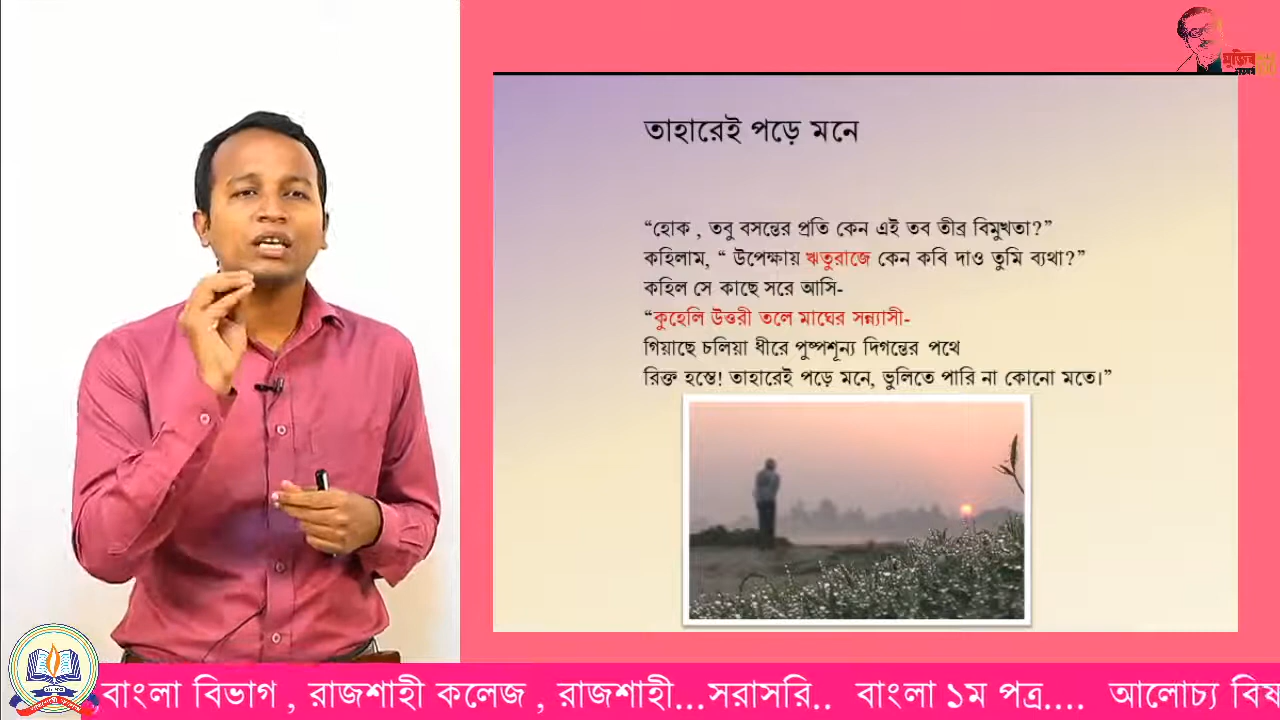 মুজিব
তাহারেই পড়ে মনে
“হোক , তবু বসন্তের প্রতি কেন এই তব তীব্র বিমুখতা?”
কহিলাম, “ উপেক্ষায় ঋতুরাজে কেন কবি দাও তুমি ব্যথা?”
কহিল সে কাছে সরে আসি-
“কুহেলি উত্তরী তলে মাঘের সন্ন্যাসী-
গিয়াছে চলিয়া ধীরে পুষ্পশূন্য দিগন্তের পথে
রিক্ত হস্তে! তাহারেই পড়ে মনে, ভুলিতে পারি না কোনো মতে।”
বাংলা বিভাগ , রাজশাহী কলেজ , রাজশাহী...সরাসরি.. বাংলা ১ম পত্র.... আলোচ্য বিষ